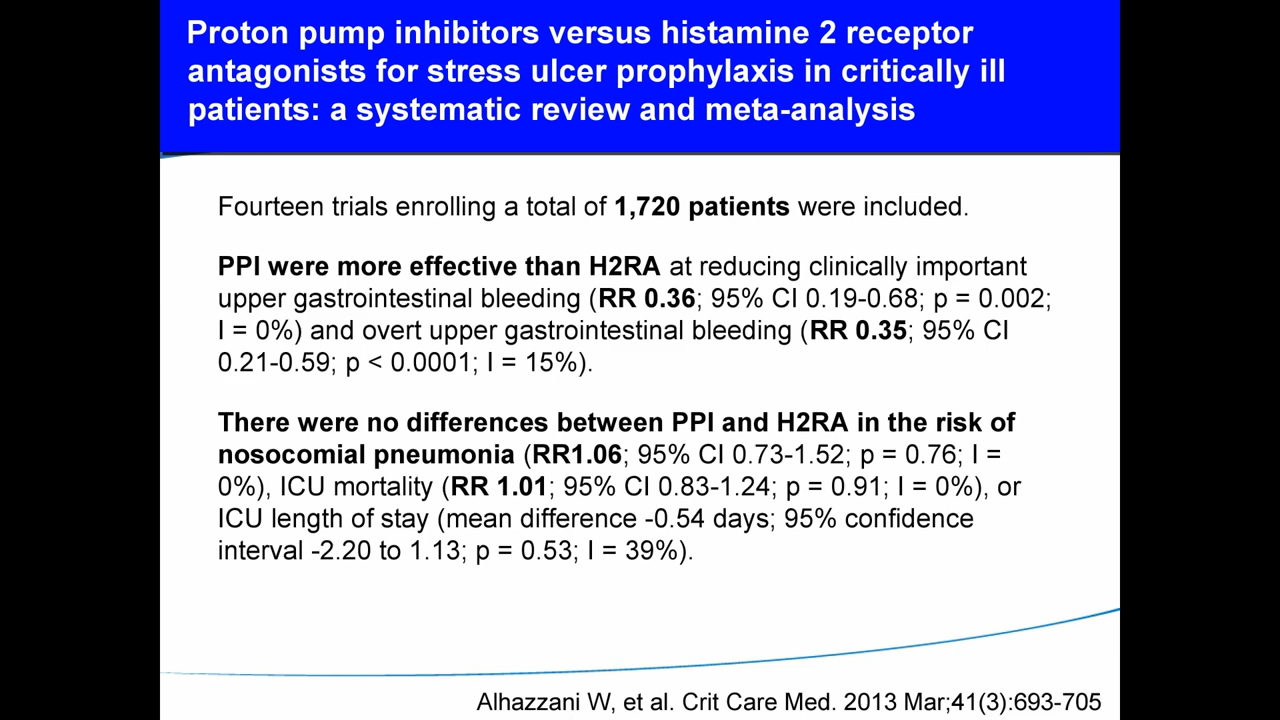 Proton pump inhibitors versus histamine 2 receptor
antagonists for stress ulcer prophylaxis in critically ill
patients: a systematic review and meta-analysis
Fourteen trials enrolling a total of 1,720 patients were included.
PPI were more effective than H2RA at reducing clinically important
upper gastrointestinal bleeding (RR 0.36; 95% CI 0.19-0.68; p = 0.002;
I = 0%) and overt upper gastrointestinal bleeding (RR 0.35; 95% CI
0.21-0.59; p < 0.0001; I = 15%).
There were no differences between PPI and H2RA in the risk of
nosocomial pneumonia (RR1.06; 95% CI 0.73-1.52; p = 0.76; I =
0%), ICU mortality (RR 1.01; 95% CI 0.83-1.24; p = 0.91; I = 0%), or
ICU length of stay (mean difference -0.54 days; 95% confidence
interval -2.20 to 1.13; p = 0.53; I = 39%).
Alhazzani W, et al. Crit Care Med. 2013 Mar;41(3):693-705